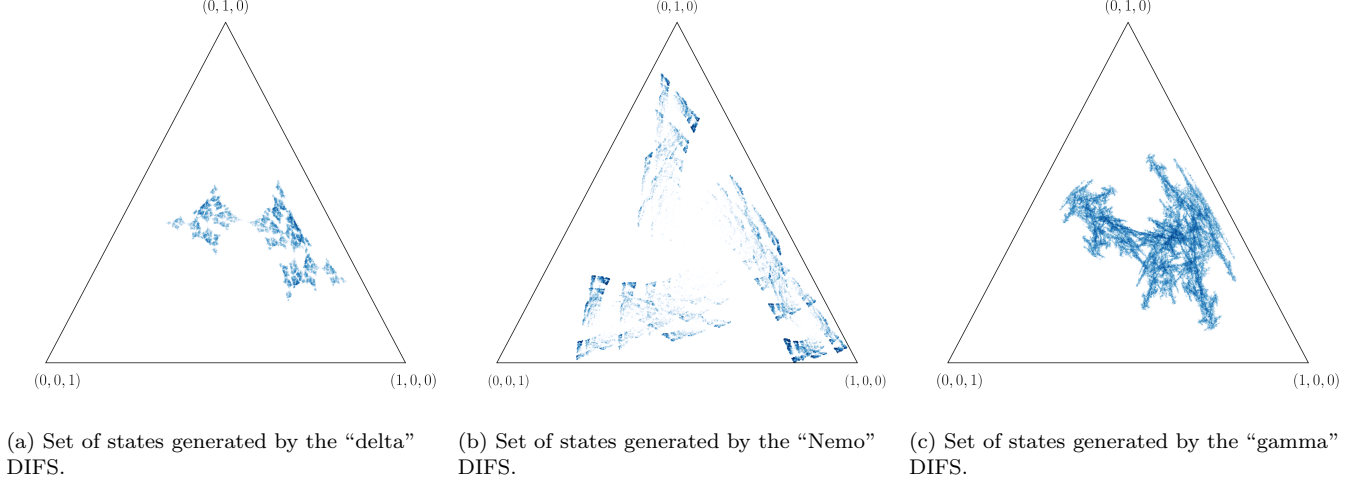 (0, 1, 0)
(0, 1, 0)
(0, 1, 0)
(0, 0, 1)
(1, 0, 0)
(0, 0, 1)
(1, 0, 0)
(0, 0, 1)
(1, 0, 0)
(a) Set of states generated by the “delta”
DIFS.
(b) Set of states generated by the “Nemo”
DIFS.
(c) Set of states generated by the “gamma”
DIFS.